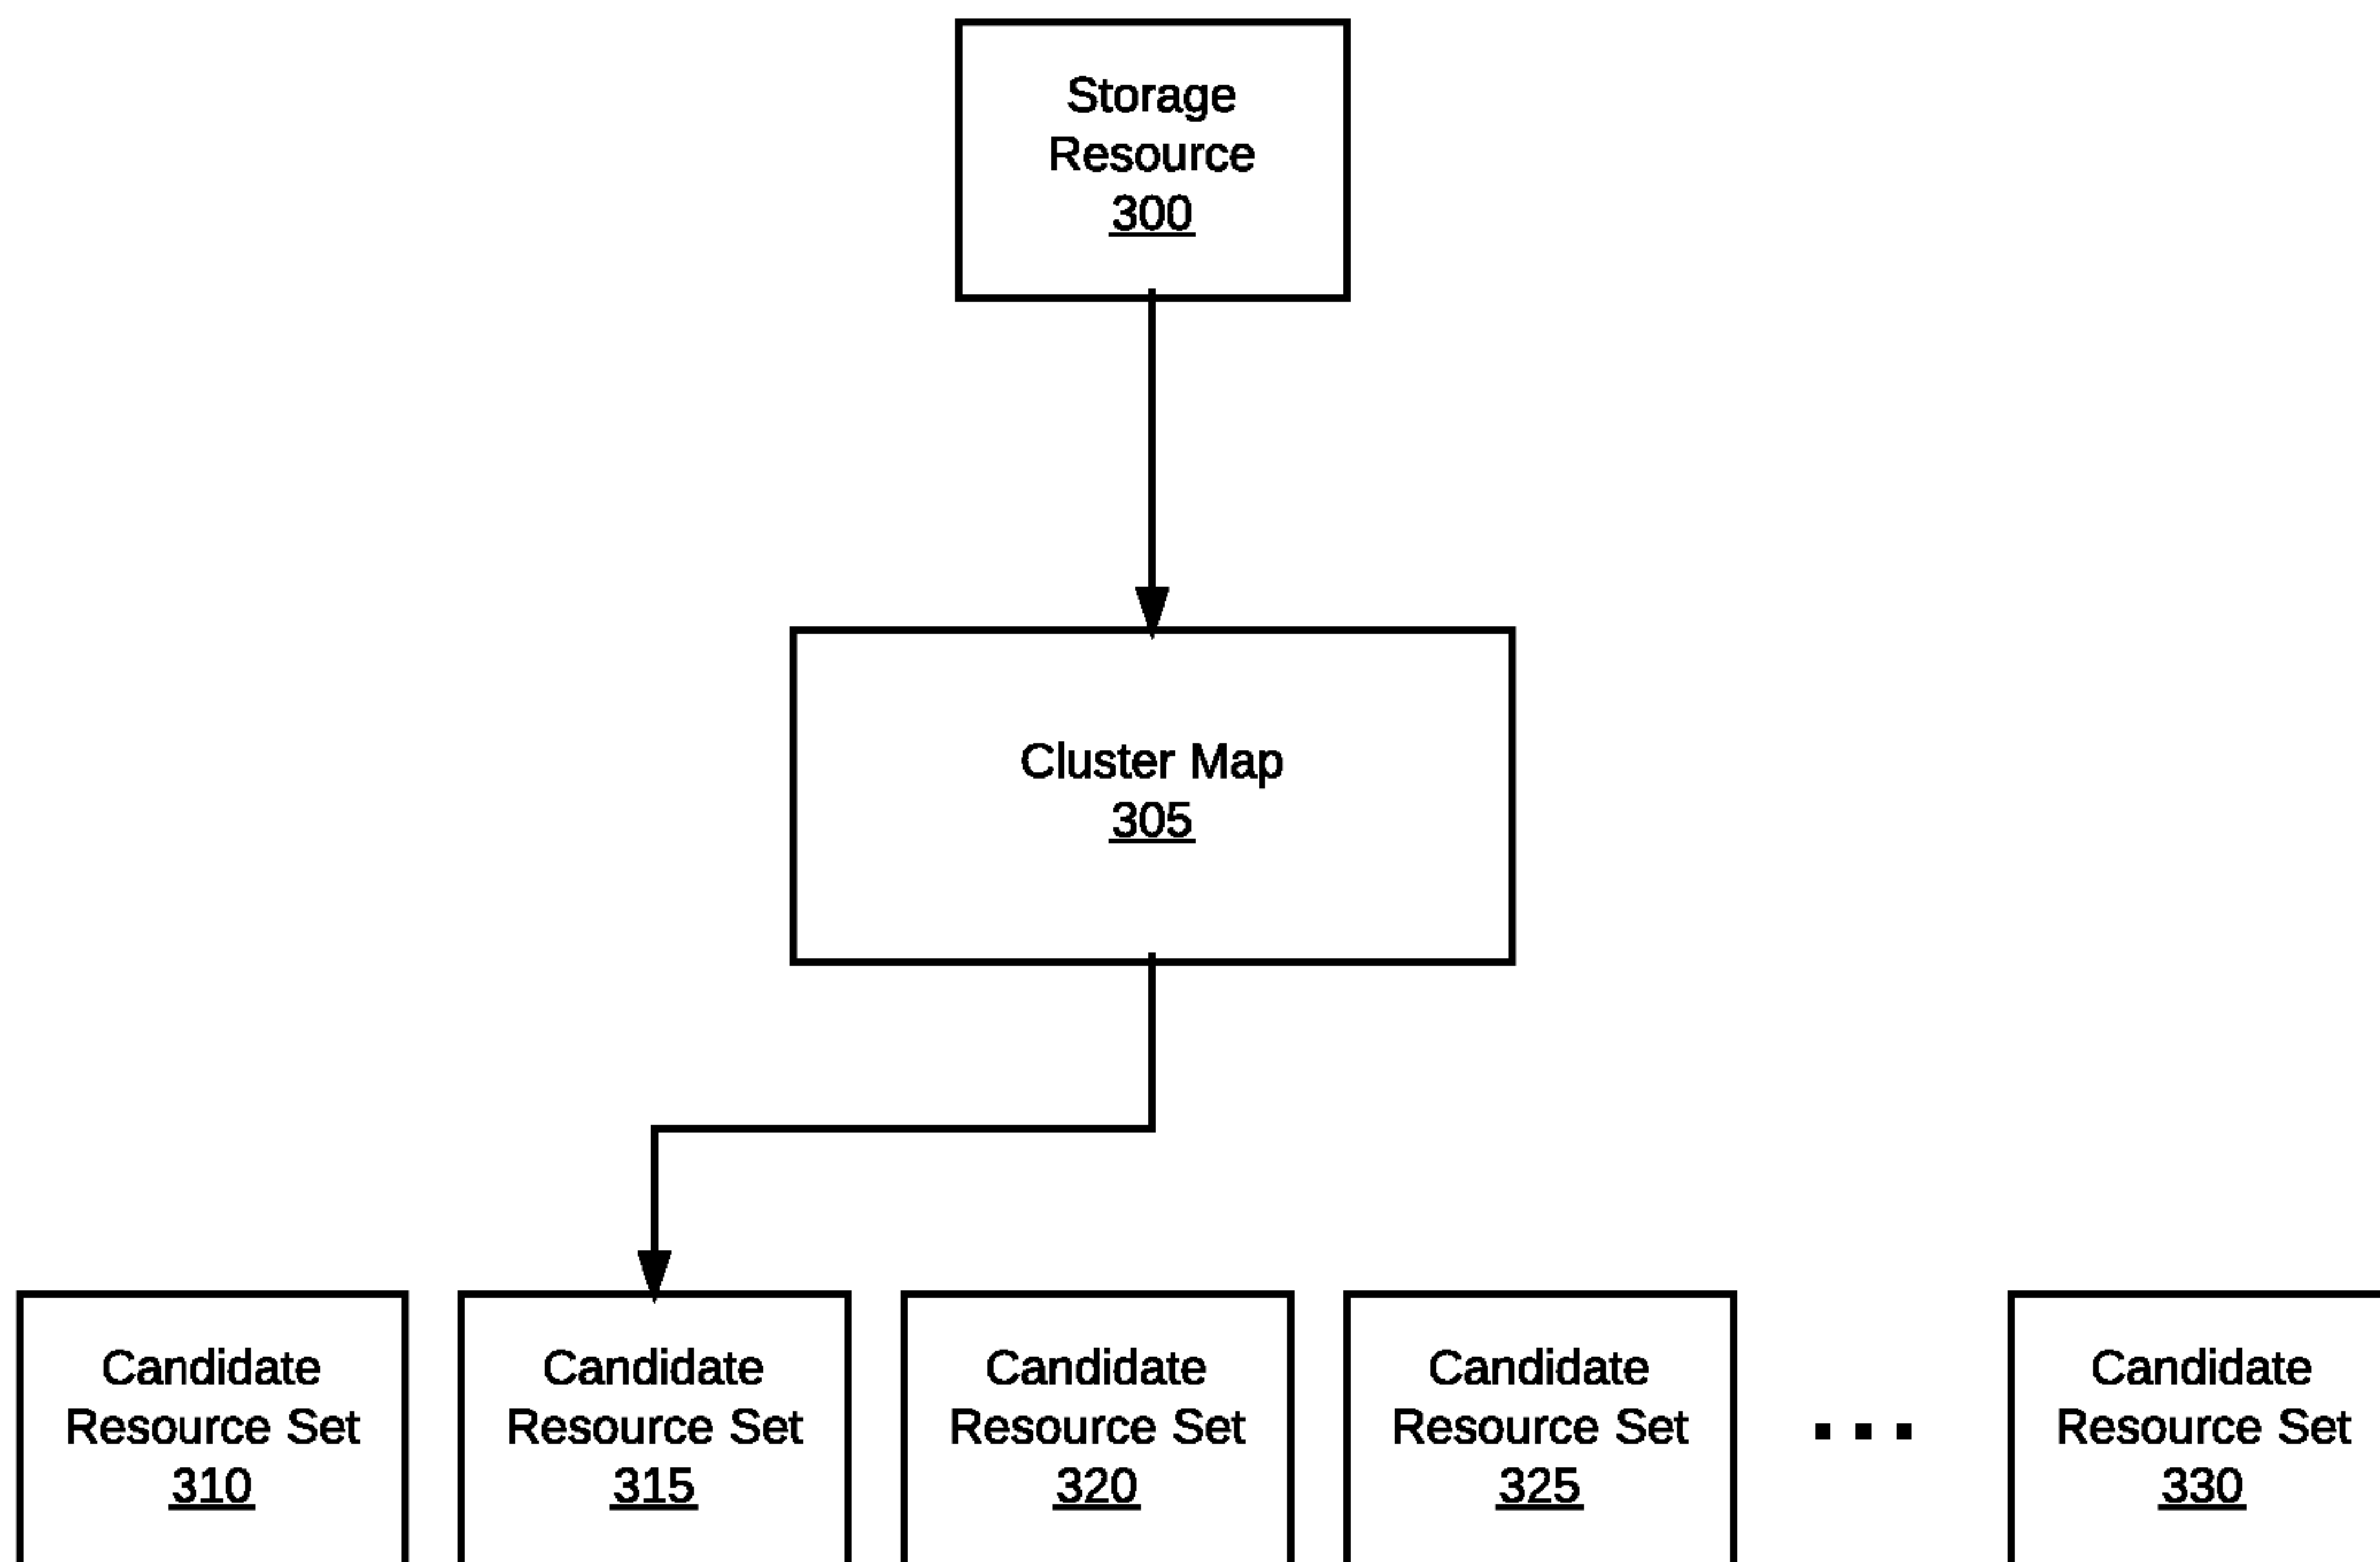 Storage
Resource
300
Cluster Map
305
Candidate
Resource Set
310
Candidate
Resource Set
315
Candidate
Resource Set
320
Candidate
Resource Set
325
...
Candidate
Resource Set
330